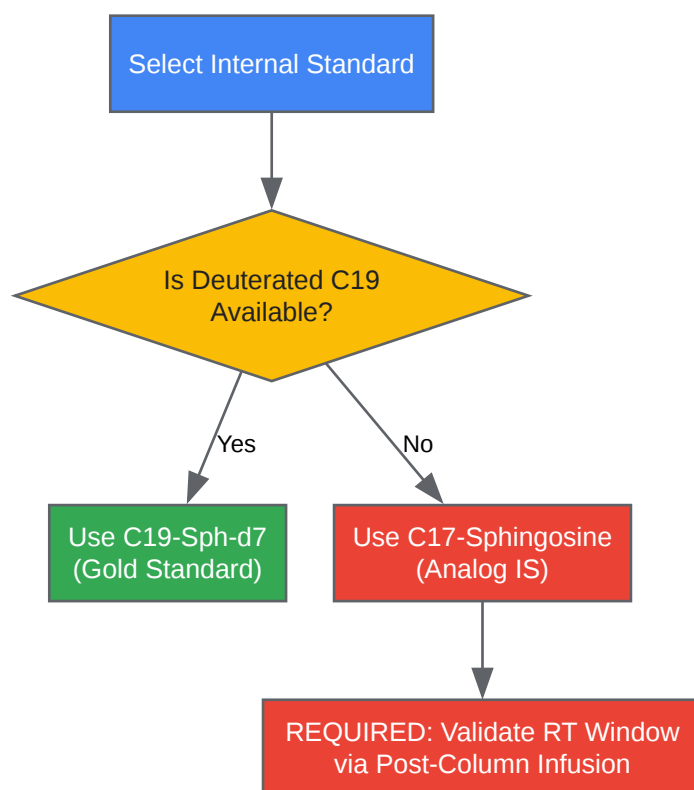 Select Internal Standard
Is Deuterated C19
Available?
Yes
No
Use C19-Sph-d7
(Gold Standard)
Use C17-Sphingosine
(Analog IS)
REQUIRED: Validate RT Window
via Post-Column Infusion